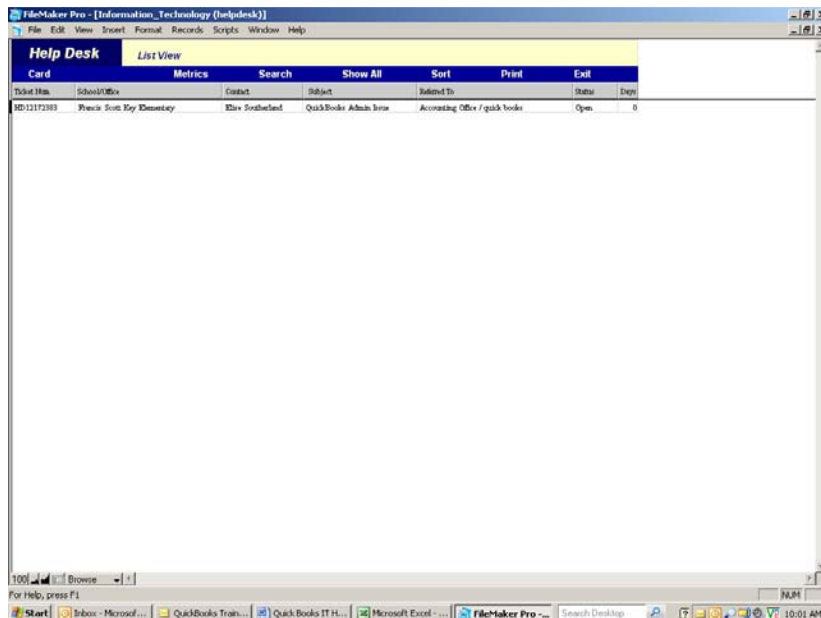 FileMaker Pro - [Information_Technology (helpdesk)]
File Edit View Insert Format Records Scripts Window Help
Help Desk List View
Card Metrics Search Show All Sort Print Exit
Ticket Num School/Office Contact Subject Referred To Status Days
HD12172383 Francis Scott Key Elementary Elise Southerland QuickBooks Admin Issue Accounting Office / quick books Open 0
100 Browse
For Help, press F1 NUM
Start Inbox - Microsof... QuickBooks Train... Quick Books IT H... Microsoft Excel - ... FileMaker Pro -... Search Desktop 10:01 AM